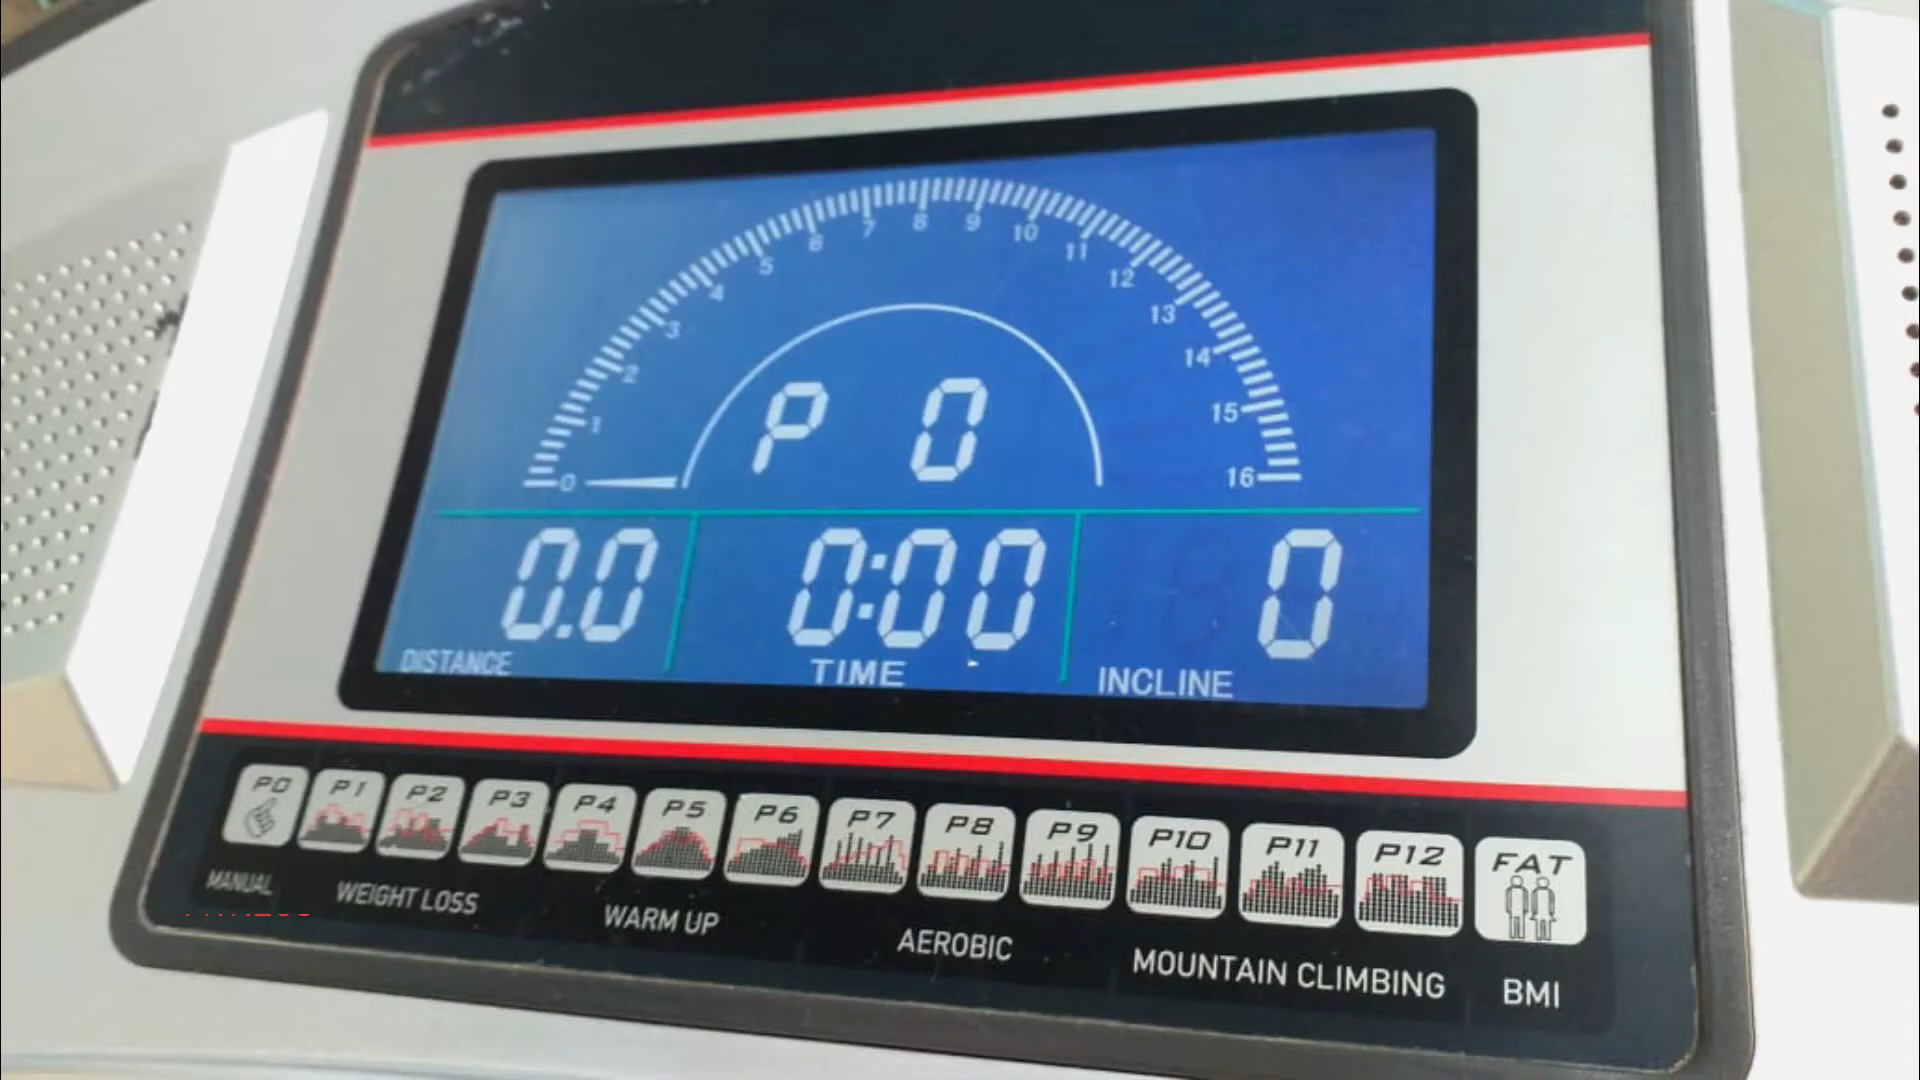 0 1 2 3 4 5 6 7 8 9 10 11 12 13 14 15 16
P 0
0.0 0:00 0
DISTANCE TIME INCLINE
P0 P1 P2 P3 P4 P5 P6 P7 P8 P9 P10 P11 P12 FAT
MANUAL WEIGHT LOSS WARM UP AEROBIC MOUNTAIN CLIMBING BMI